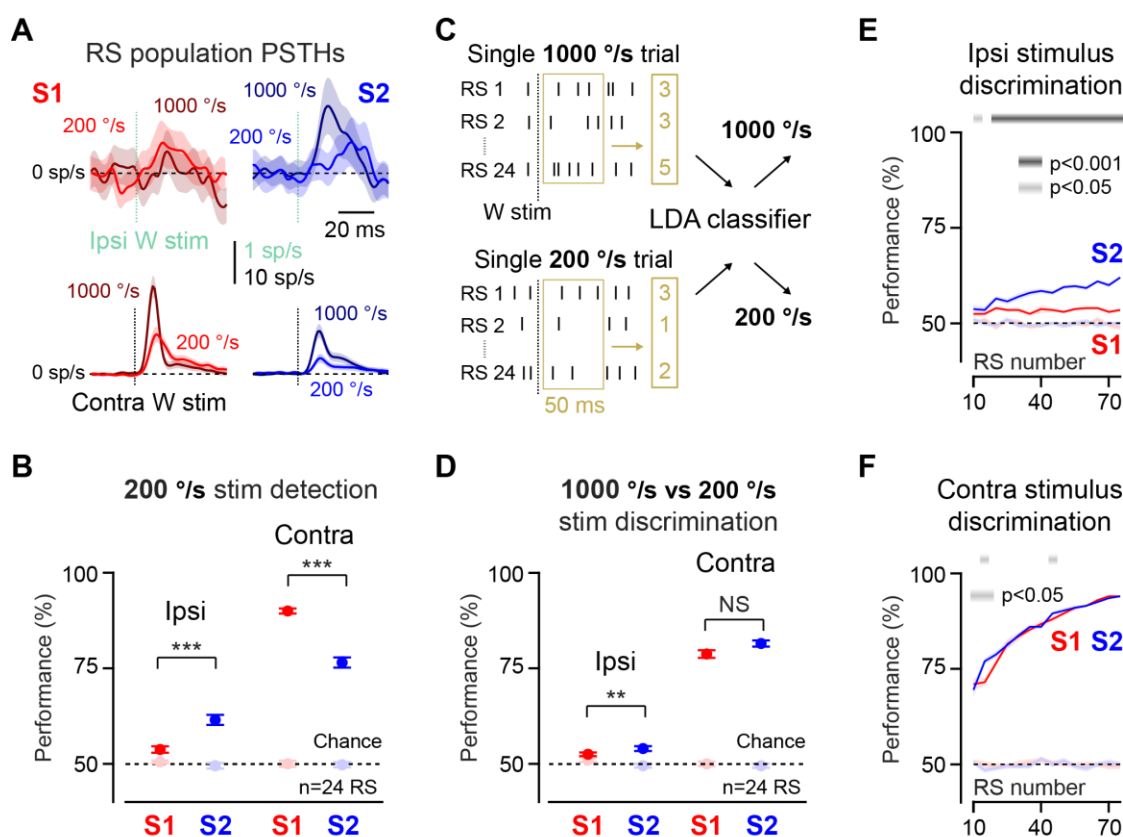 A
RS population PSTHs
S1
1000 °/s
200 °/s
0 sp/s
Ipsi W stim
1000 °/s
S2
200 °/s
20 ms
1 sp/s
10 sp/s
1000 °/s
200 °/s
0 sp/s
Contra W stim
1000 °/s
200 °/s
B
200 °/s stim detection
Contra
***
Ipsi
***
Performance (%)
100
75
50
Chance
n=24 RS
S1 S2 S1 S2
C
Single 1000 °/s trial
RS 1 3
RS 2 3
RS 24 5
W stim
1000 °/s
LDA classifier
200 °/s
Single 200 °/s trial
RS 1 3
RS 2 1
RS 24 2
50 ms
D
1000 °/s vs 200 °/s
stim discrimination
Contra
NS
Ipsi
**
Performance (%)
100
75
50
Chance
n=24 RS
S1 S2 S1 S2
E
Ipsi stimulus
discrimination
100
p<0.001
p<0.05
Performance (%)
75
S2
50
S1
RS number
10 40 70
F
Contra stimulus
discrimination
100
p<0.05
Performance (%)
S1 S2
75
50
RS number
10 40 70